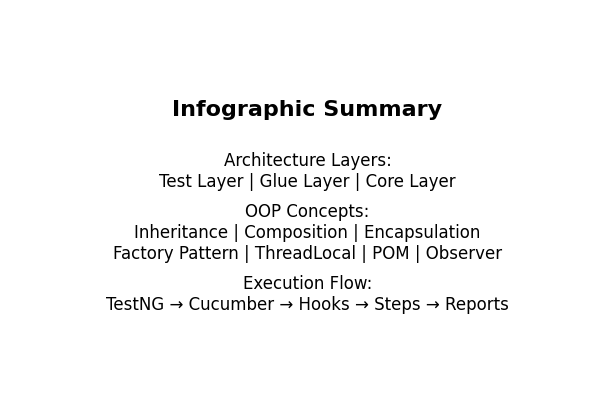 Infographic Summary
Architecture Layers:
Test Layer | Glue Layer | Core Layer
OOP Concepts:
Inheritance | Composition | Encapsulation
Factory Pattern | ThreadLocal | POM | Observer
Execution Flow:
TestNG → Cucumber → Hooks → Steps → Reports